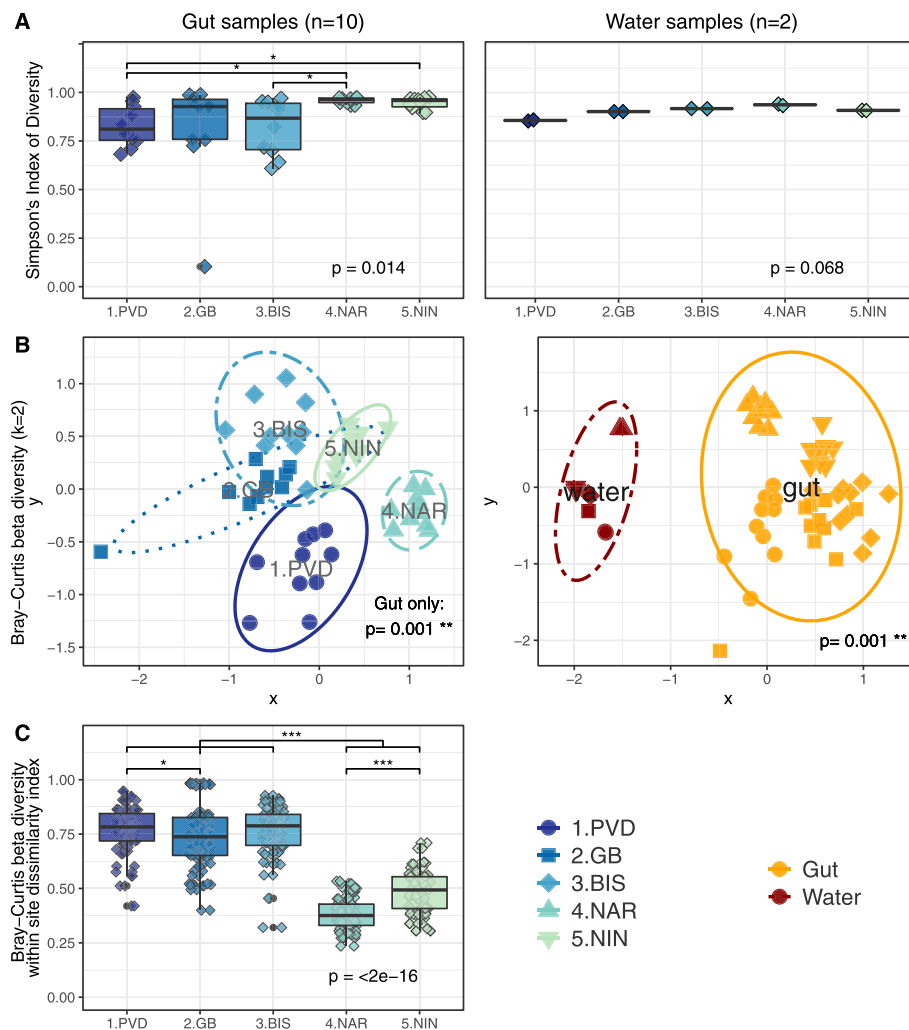 A
Gut samples (n=10)
Water samples (n=2)
Simpson's Index of Diversity
1.00
0.75
0.50
0.25
0.00
*
*
*
p = 0.014
p = 0.068
1.PVD 2.GB 3.BIS 4.NAR 5.NIN
1.PVD 2.GB 3.BIS 4.NAR 5.NIN
B
Bray−Curtis beta diversity (k=2)
y
1.0
0.5
0.0
−0.5
−1.0
−1.5
3.BIS
5.NIN
2.GB
4.NAR
1.PVD
Gut only:
p= 0.001 **
−2 −1 0 1
x
y
1
0
−1
−2
water
gut
p= 0.001 **
−2 −1 0 1
x
C
Bray−Curtis beta diversity
within site dissimilarity index
1.00
0.75
0.50
0.25
0.00
***
*
***
p = <2e−16
1.PVD 2.GB 3.BIS 4.NAR 5.NIN
1.PVD
2.GB
3.BIS
4.NAR
5.NIN
Gut
Water